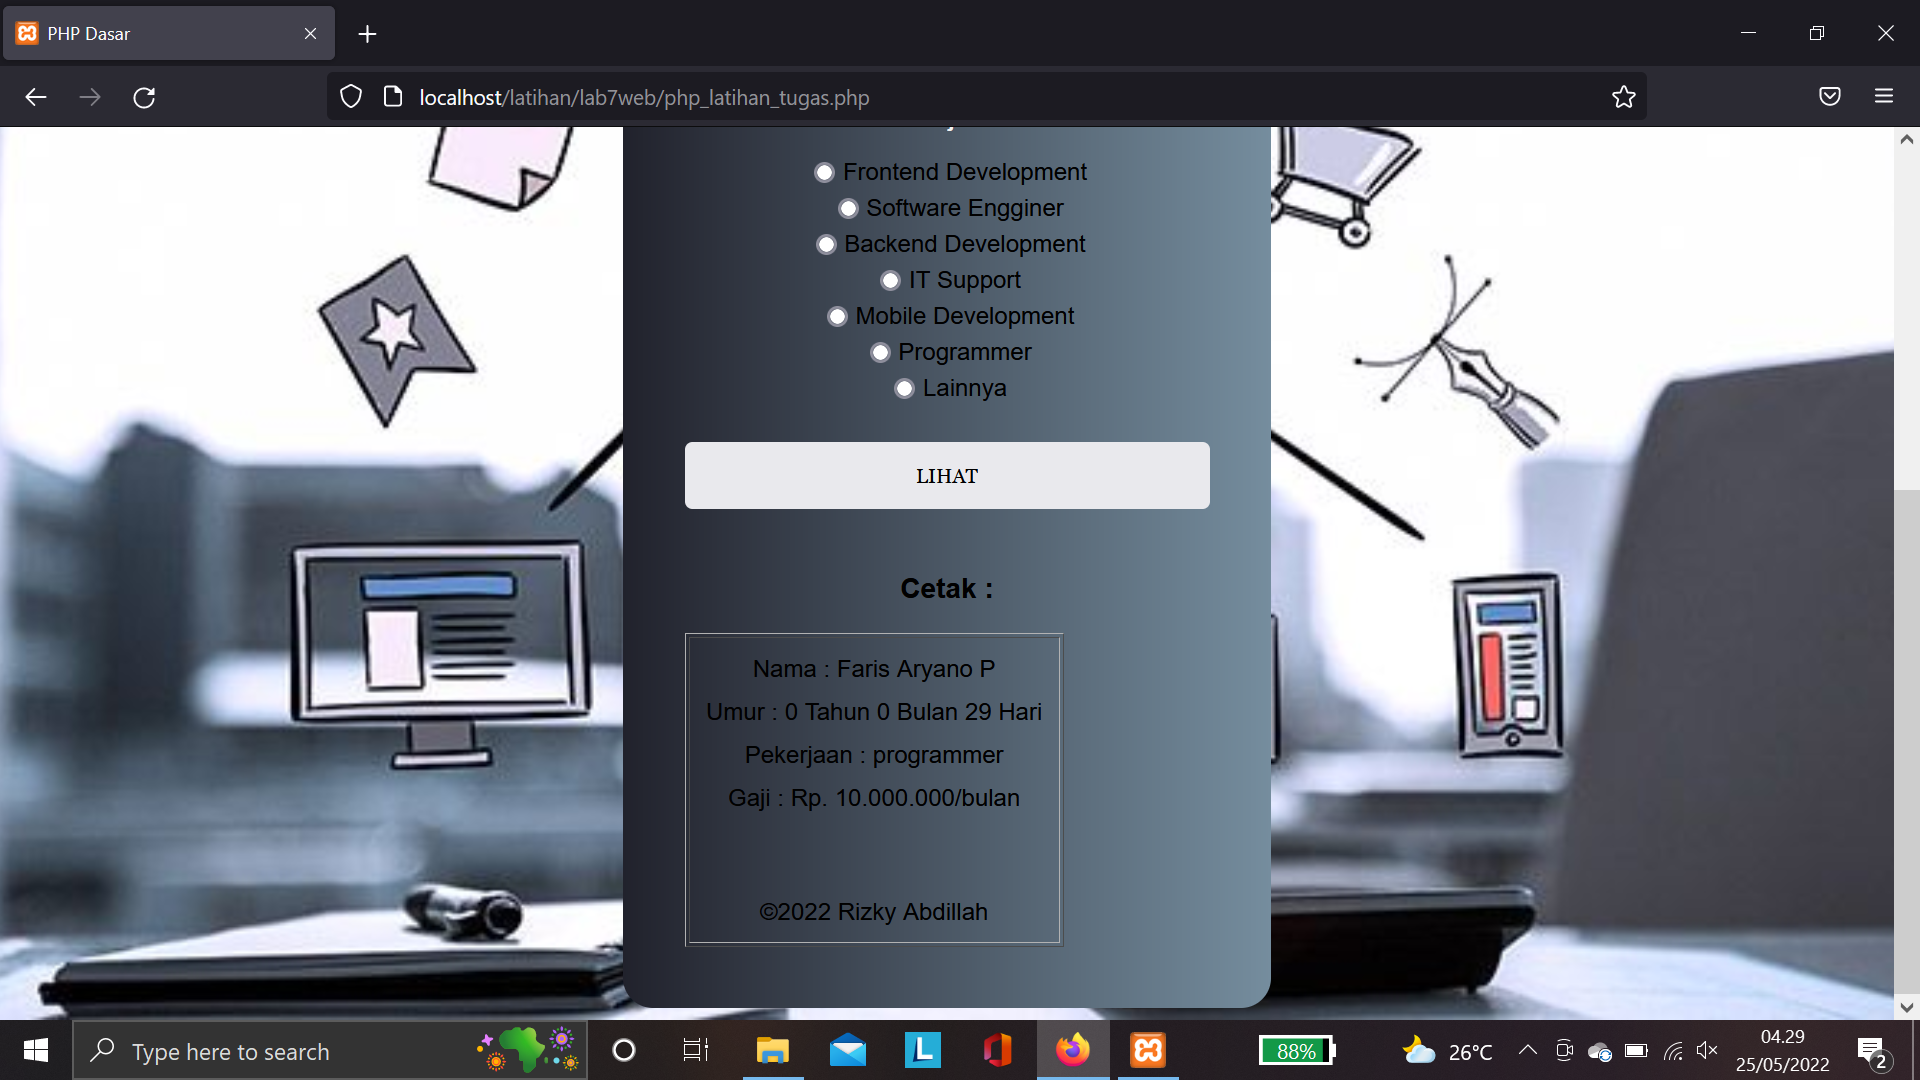 PHP Dasar
localhost/latihan/lab7web/php_latihan_tugas.php
Frontend Development
Software Engginer
Backend Development
IT Support
Mobile Development
Programmer
Lainnya
LIHAT
Cetak :
Nama : Faris Aryano P
Umur : 0 Tahun 0 Bulan 29 Hari
Pekerjaan : programmer
Gaji : Rp. 10.000.000/bulan
©2022 Rizky Abdillah
Type here to search
L
88%
26°C
04.29
25/05/2022
2